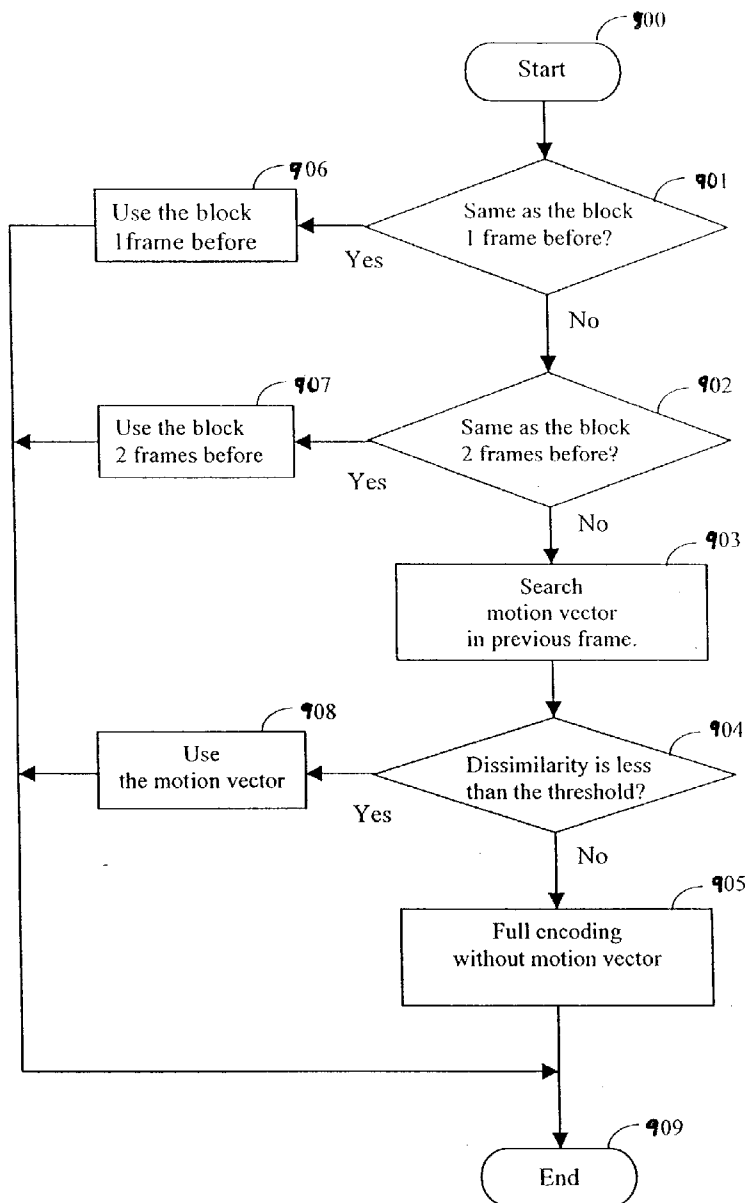 900
Start
906
901
Use the block
1frame before
Same as the block
1 frame before?
Yes
No
907
902
Use the block
2 frames before
Same as the block
2 frames before?
Yes
No
903
Search
motion vector
in previous frame.
908
904
Use
the motion vector
Dissimilarity is less
than the threshold?
Yes
No
905
Full encoding
without motion vector
909
End